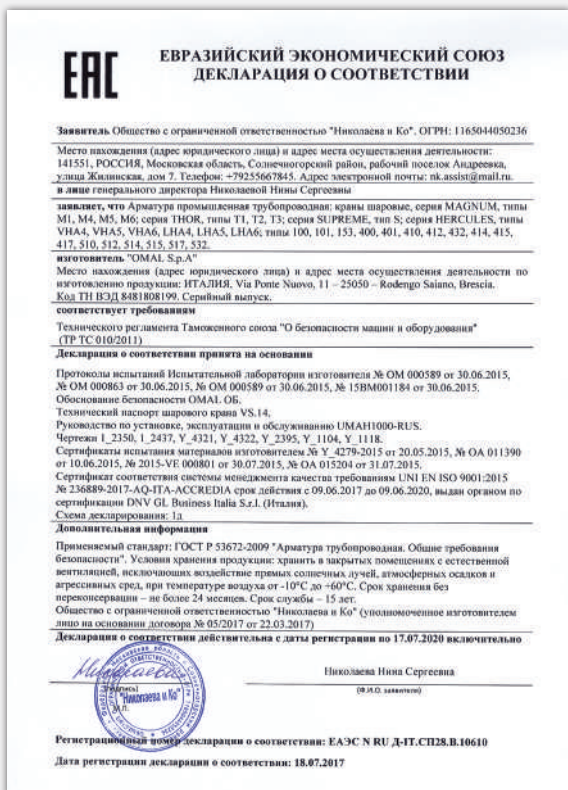 EAC
ЕВРАЗИЙСКИЙ ЭКОНОМИЧЕСКИЙ СОЮЗ
ДЕКЛАРАЦИЯ О СООТВЕТСТВИИ
Заявитель Общество с ограниченной ответственностью "Николаева и Ко". ОГРН: 1165044050236
Место нахождения (адрес юридического лица) и адрес места осуществления деятельности:
141551, РОССИЯ, Московская область, Солнечногорский район, рабочий поселок Андреевка,
улица Жилинская, дом 7. Телефон: +79255667845. Адрес электронной почты: nk.assist@mail.ru.
в лице генерального директора Николаевой Нины Сергеевны
заявляет, что Арматура промышленная трубопроводная: краны шаровые, серия MAGNUM, типы
M1, M4, M5, M6; серия THOR, типы T1, T2, T3; серия SUPREME, тип S; серия HERCULES, типы
VHA4, VHA5, VHA6, LHA4, LHA5, LHA6; типы 100, 101, 153, 400, 401, 410, 412, 432, 414, 415,
417, 510, 512, 514, 515, 517, 532.
изготовитель "OMAL S.p.A"
Место нахождения (адрес юридического лица) и адрес места осуществления деятельности по
изготовлению продукции: ИТАЛИЯ, Via Ponte Nuovo, 11 – 25050 – Rodengo Saiano, Brescia.
Код ТН ВЭД 8481808199. Серийный выпуск.
соответствует требованиям
Технического регламента Таможенного союза "О безопасности машин и оборудования"
(ТР ТС 010/2011)
Декларация о соответствии принята на основании
Протоколы испытаний Испытательной лаборатории изготовителя № OM 000589 от 30.06.2015,
№ OM 000863 от 30.06.2015, № OM 000589 от 30.06.2015, № 15BM001184 от 30.06.2015.
Обоснование безопасности OMAL ОБ.
Технический паспорт шарового крана VS.14,
Руководство по установке, эксплуатации и обслуживанию UMAH1000-RUS.
Чертежи I_2350, I_2437, Y_4321, Y_4322, Y_2395, Y_1104, Y_1118.
Сертификаты испытания материалов изготовителем № Y_4279-2015 от 20.05.2015, № OA 011390
от 10.06.2015, № 2015-VE 000801 от 30.07.2015, № OA 015204 от 31.07.2015.
Сертификат соответствия системы менеджмента качества требованиям UNI EN ISO 9001:2015
№ 236889-2017-AQ-ITA-ACCREDIA срок действия с 09.06.2017 до 09.06.2020, выдан органом по
сертификации DNV GL Business Italia S.r.l. (Италия).
Схема декларирования: 1д
Дополнительная информация
Применяемый стандарт: ГОСТ Р 53672-2009 "Арматура трубопроводная. Общие требования
безопасности". Условия хранения продукции: хранить в закрытых помещениях с естественной
вентиляцией, исключающих воздействие прямых солнечных лучей, атмосферных осадков и
агрессивных сред, при температуре воздуха от -10°C до +60°C. Срок хранения без
переконсервации – не более 24 месяцев. Срок службы – 15 лет.
Общество с ограниченной ответственностью "Николаева и Ко" (уполномоченное изготовителем
лицо на основании договора № 05/2017 от 22.03.2017)
Декларация о соответствии действительна с даты регистрации по 17.07.2020 включительно
(подпись)
"Николаева и Ко"
М.П.
Николаева Нина Сергеевна
(Ф.И.О. заявителя)
Регистрационный номер декларации о соответствии: ЕАЭС N RU Д-IT.СП28.В.10610
Дата регистрации декларации о соответствии: 18.07.2017